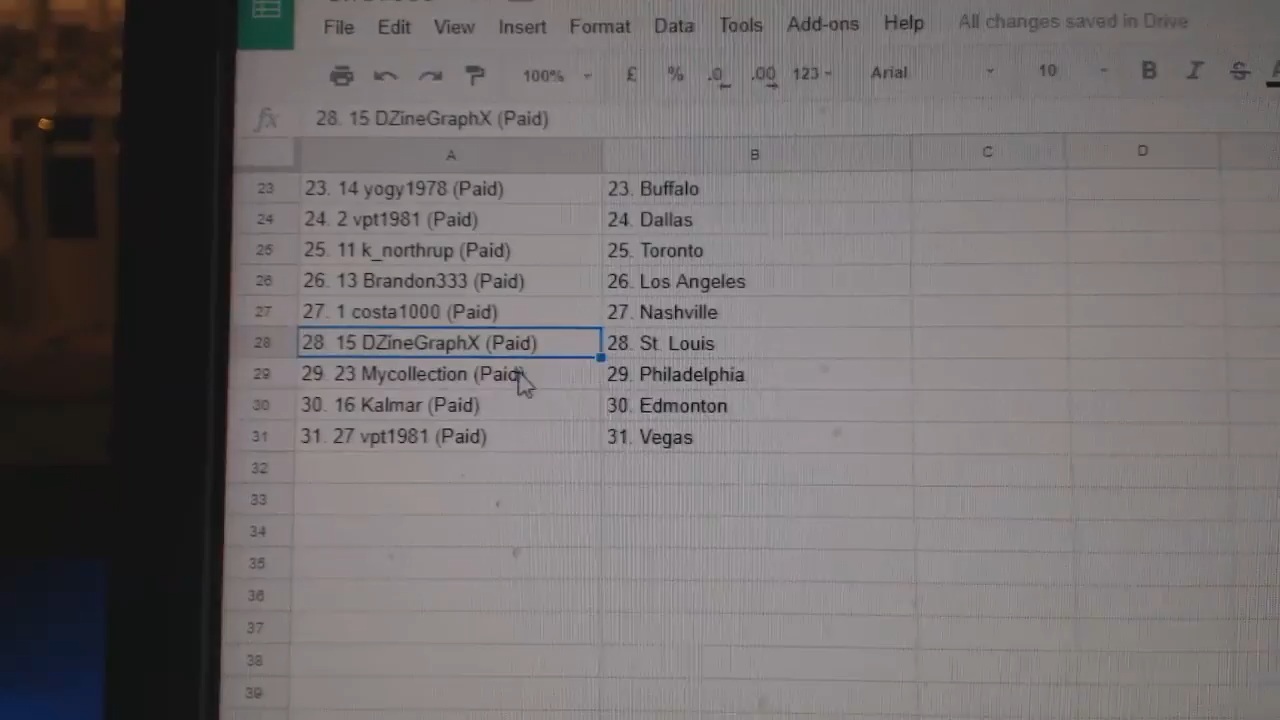 File Edit View Insert Format Data Tools Add-ons Help All changes saved in Drive
100% £ % .0 .00 123 Arial 10 B I S
fx 28. 15 DZineGraphX (Paid)
A B C D
23 23. 14 yogy1978 (Paid) 23. Buffalo
24 24. 2 vpt1981 (Paid) 24. Dallas
25 25. 11 k_northrup (Paid) 25. Toronto
26 26. 13 Brandon333 (Paid) 26. Los Angeles
27 27. 1 costa1000 (Paid) 27. Nashville
28 28. 15 DZineGraphX (Paid) 28. St. Louis
29 29. 23 Mycollection (Paid) 29. Philadelphia
30 30. 16 Kalmar (Paid) 30. Edmonton
31 31. 27 vpt1981 (Paid) 31. Vegas
32
33
34
35
36
37
38
39